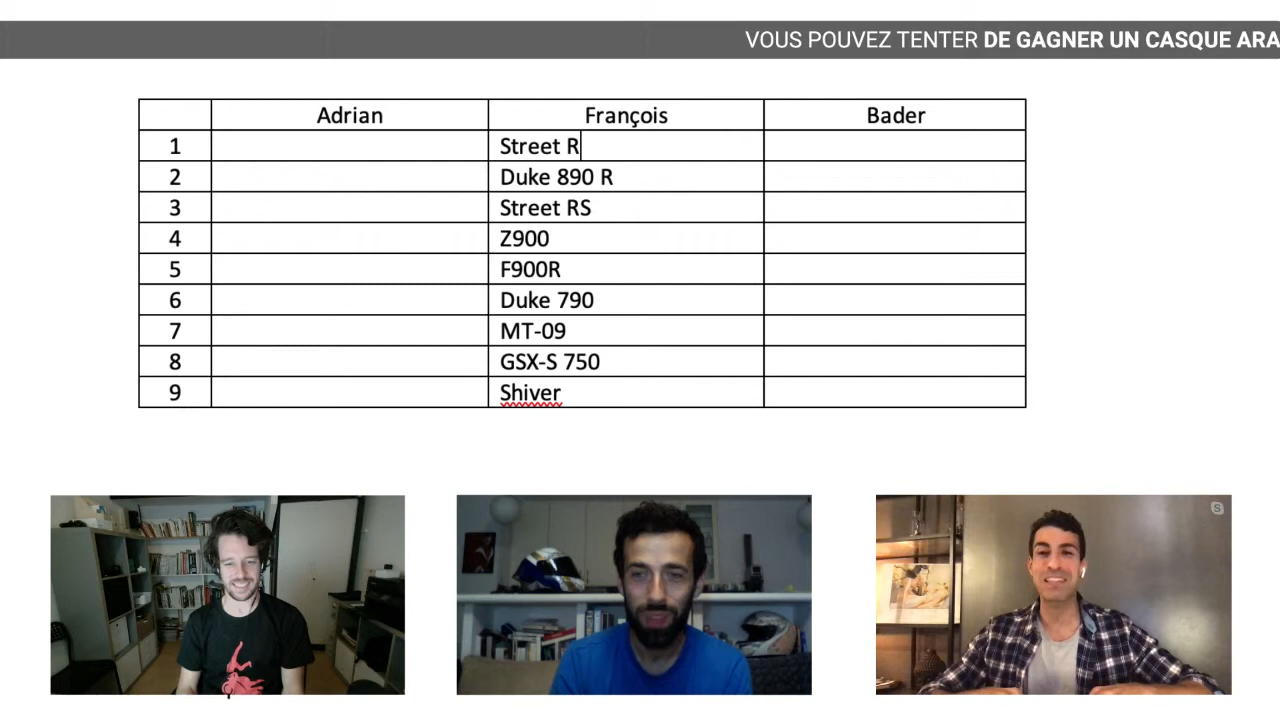 VOUS POUVEZ TENTER DE GAGNER UN CASQUE ARA
Adrian François Bader
1 Street R
2 Duke 890 R
3 Street RS
4 Z900
5 F900R
6 Duke 790
7 MT-09
8 GSX-S 750
9 Shiver
S